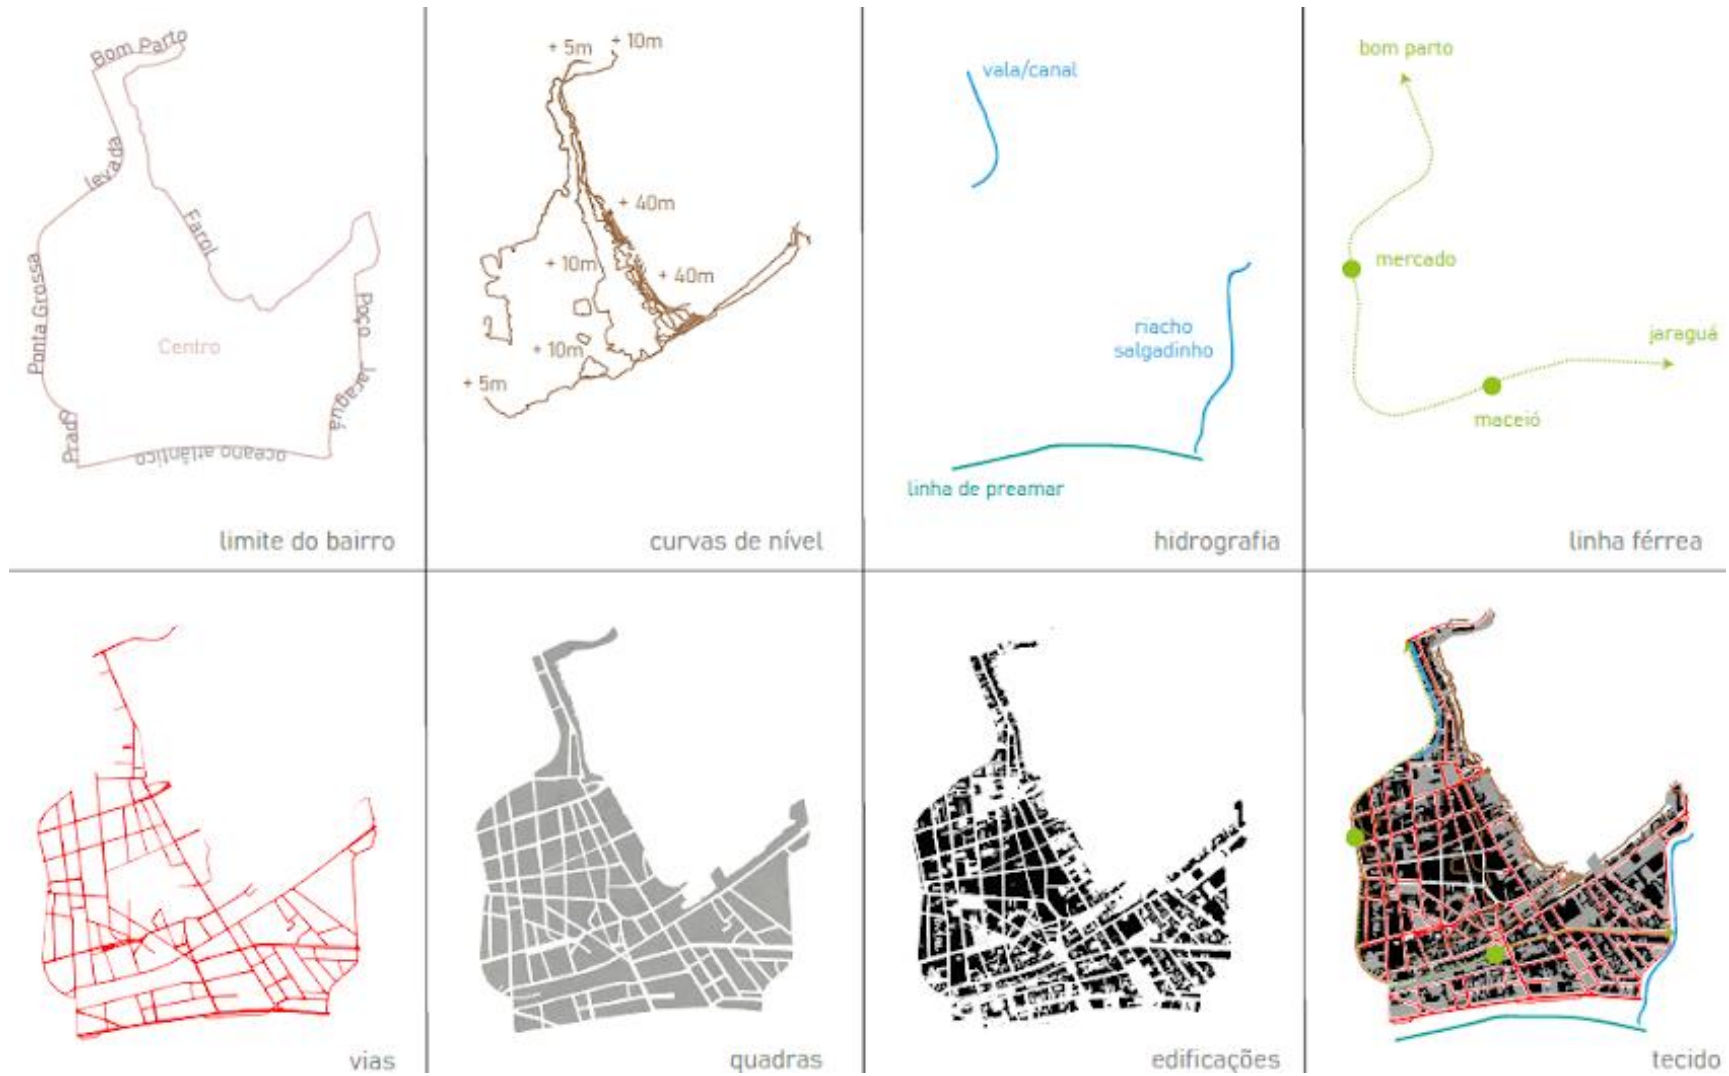 Bom Parto
levada
Farol
Ponta Grossa
Centro
Poço
Jaraguá
Prado
oceano atlântico
limite do bairro
+ 5m
+ 10m
+ 40m
+ 10m
+ 40m
+ 10m
+ 5m
curvas de nível
vala/canal
riacho
salgadinho
linha de preamar
hidrografia
bom parto
mercado
jaraguá
maceió
linha férrea
vias
quadras
edificações
tecido